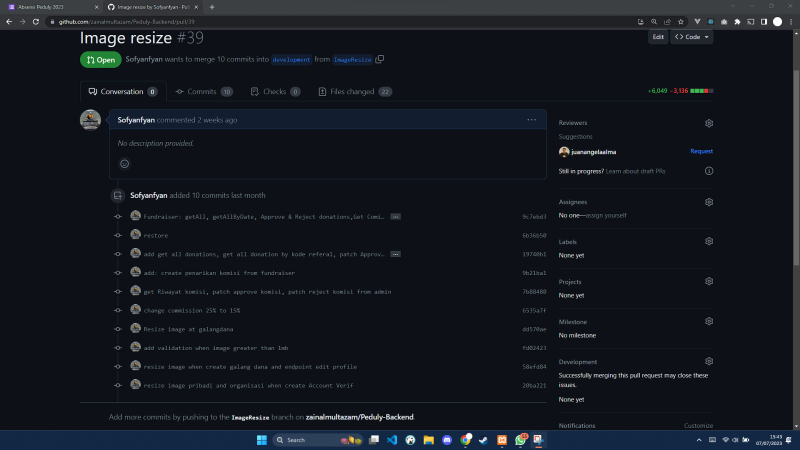 Absensi Peduly 2023
Image resize by Sofyanfyan · Pull
github.com/zainalmultazam/Peduly-Backend/pull/39
Image resize #39
Edit
<> Code
Open
Sofyanfyan wants to merge 10 commits into development from ImageResize
Conversation 0
Commits 10
Checks 0
Files changed 22
+6,049 −3,136
Sofyanfyan commented 2 weeks ago
No description provided.
Sofyanfyan added 10 commits last month
Fundraiser: getAll, getAllByDate, Approve & Reject donations,Get Comi… 9c7ebd3
restore 6b36b50
add get all donations, get all donation by kode referal, patch Approv… 19740b1
add: create penarikan komisi from fundraiser 9b21ba1
get Riwayat komisi, patch approve komisi, patch reject komisi from admin 7b88480
change commission 25% to 15% 6535a7f
Resize image at galangdana dd570ae
add validation when image greater than 1mb fd02423
resize image when create galang dana and endpoint edit profile 58efd84
resize image pribadi and organisasi when create Account Verif 20ba221
Add more commits by pushing to the ImageResize branch on zainalmultazam/Peduly-Backend.
Reviewers
Suggestions
juanangelaalma
Request
Still in progress? Learn about draft PRs
Assignees
No one—assign yourself
Labels
None yet
Projects
None yet
Milestone
No milestone
Development
Successfully merging this pull request may close these
issues.
None yet
Notifications
Customize
Search
13:43
07/07/2023